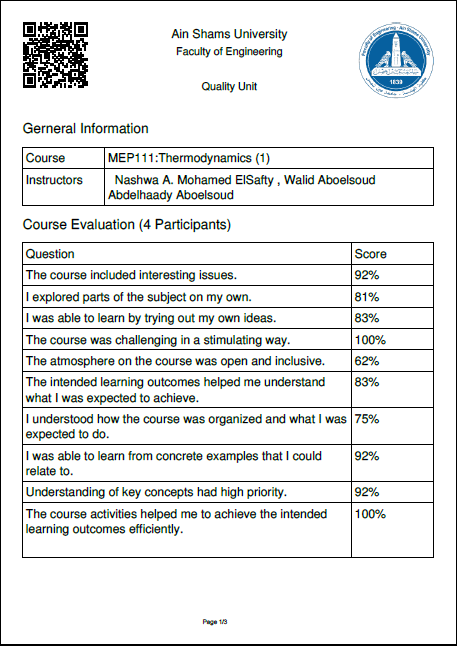 Ain Shams University
Faculty of Engineering
Quality Unit
Faculty of Engineering - Ain Shams University
1839
Gerneral Information
Course MEP111:Thermodynamics (1)
Instructors Nashwa A. Mohamed ElSafty , Walid Aboelsoud
Abdelhaady Aboelsoud
Course Evaluation (4 Participants)
Question Score
The course included interesting issues. 92%
I explored parts of the subject on my own. 81%
I was able to learn by trying out my own ideas. 83%
The course was challenging in a stimulating way. 100%
The atmosphere on the course was open and inclusive. 62%
The intended learning outcomes helped me understand 83%
what I was expected to achieve.
I understood how the course was organized and what I was 75%
expected to do.
I was able to learn from concrete examples that I could 92%
relate to.
Understanding of key concepts had high priority. 92%
The course activities helped me to achieve the intended 100%
learning outcomes efficiently.
Page 1/3